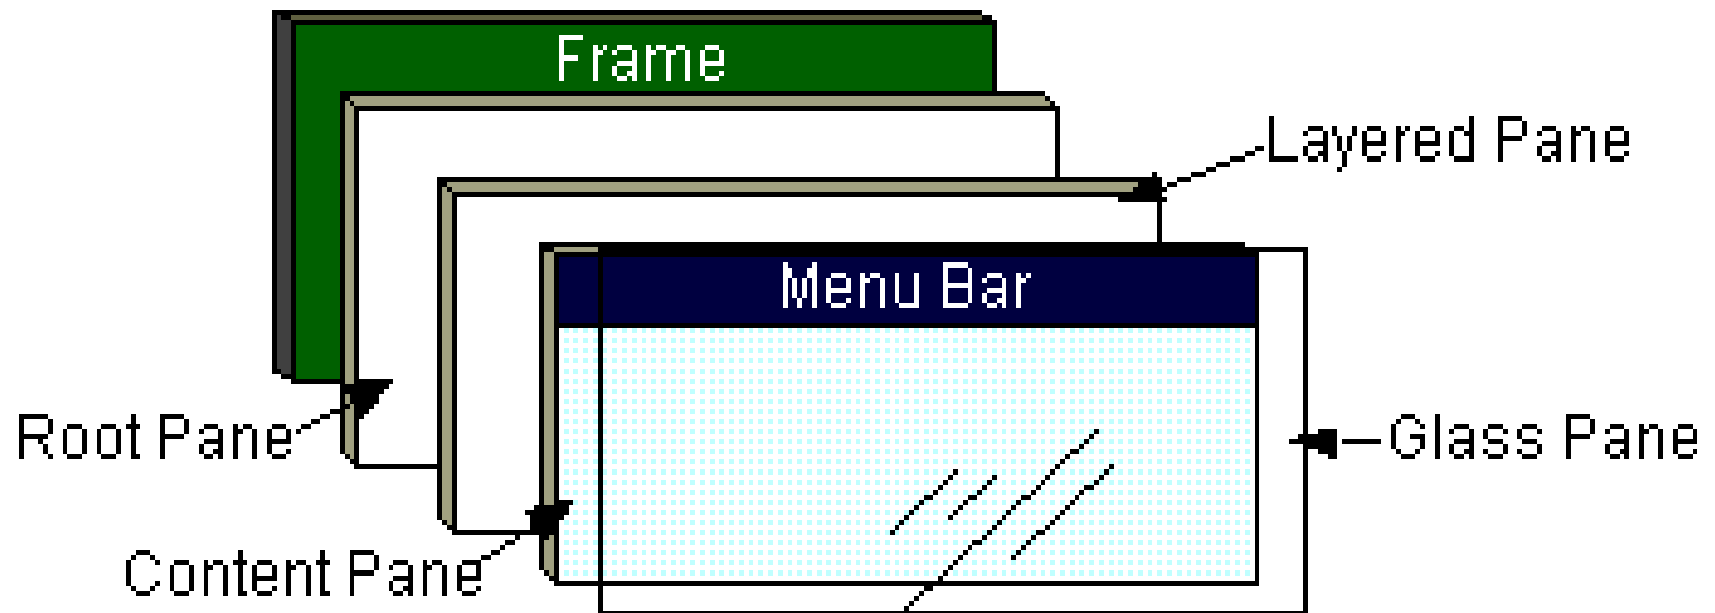 Frame
Layered Pane
Menu Bar
Root Pane
Glass Pane
Content Pane